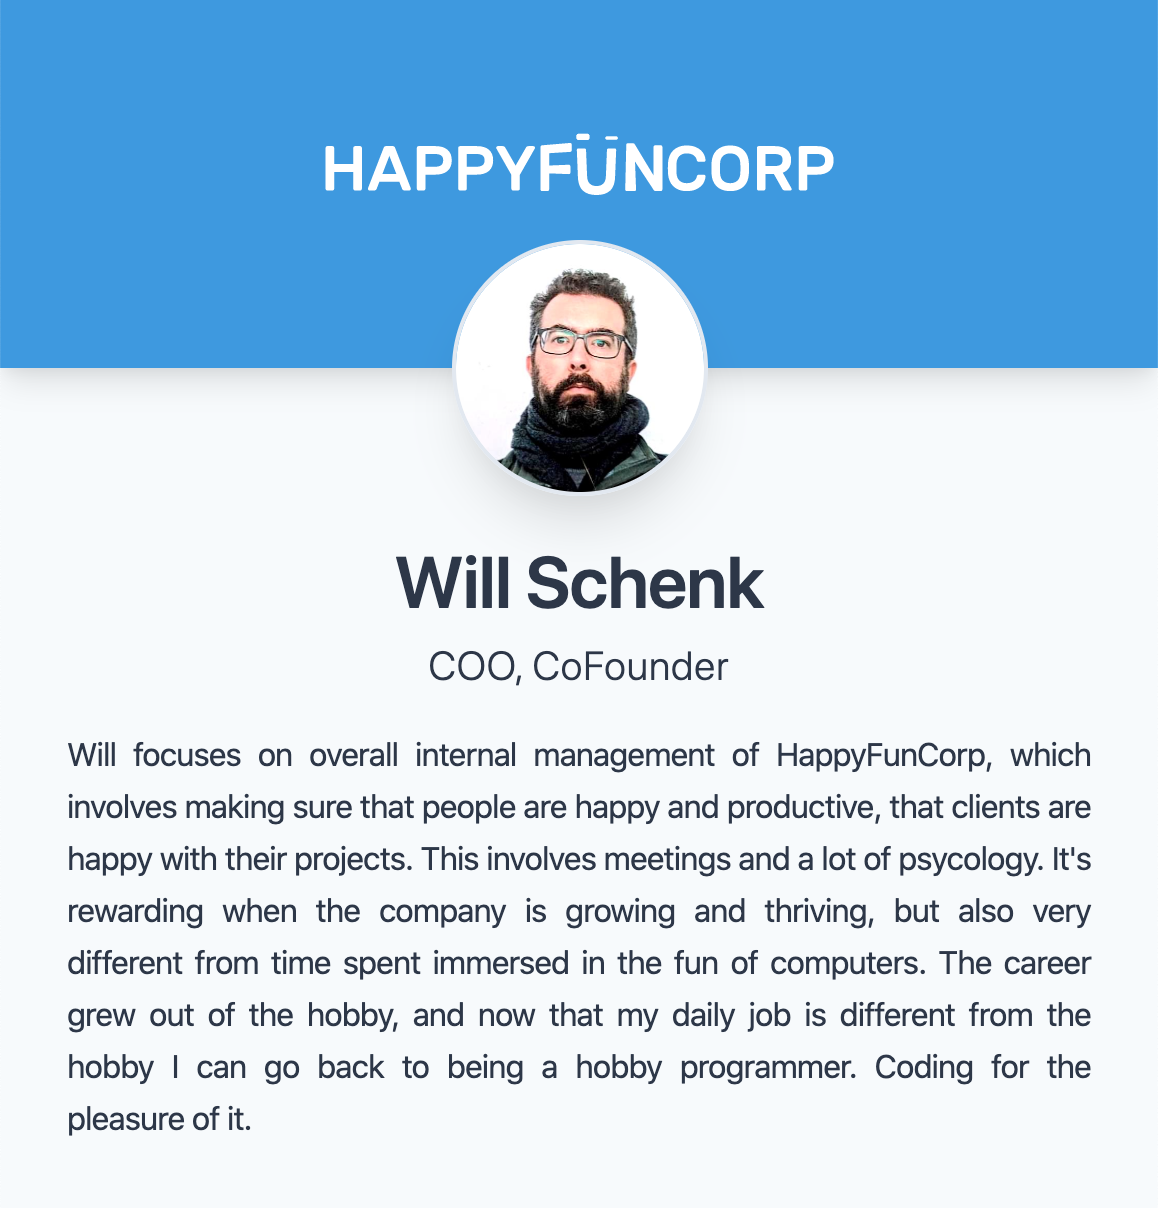 HAPPYFŪNCORP
Will Schenk
COO, CoFounder
Will focuses on overall internal management of HappyFunCorp, which
involves making sure that people are happy and productive, that clients are
happy with their projects. This involves meetings and a lot of psycology. It's
rewarding when the company is growing and thriving, but also very
different from time spent immersed in the fun of computers. The career
grew out of the hobby, and now that my daily job is different from the
hobby I can go back to being a hobby programmer. Coding for the
pleasure of it.